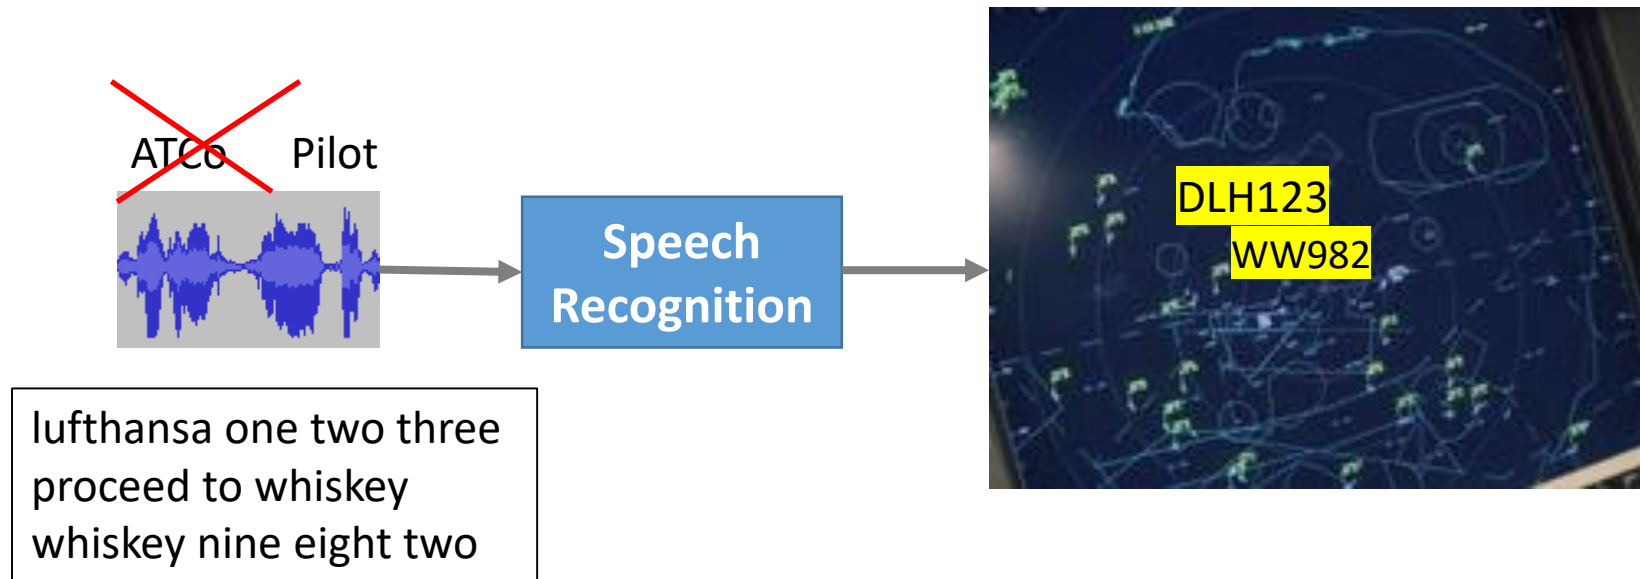 ATCo Pilot
Speech
Recognition
DLH123
WW982
lufthansa one two three
proceed to whiskey
whiskey nine eight two